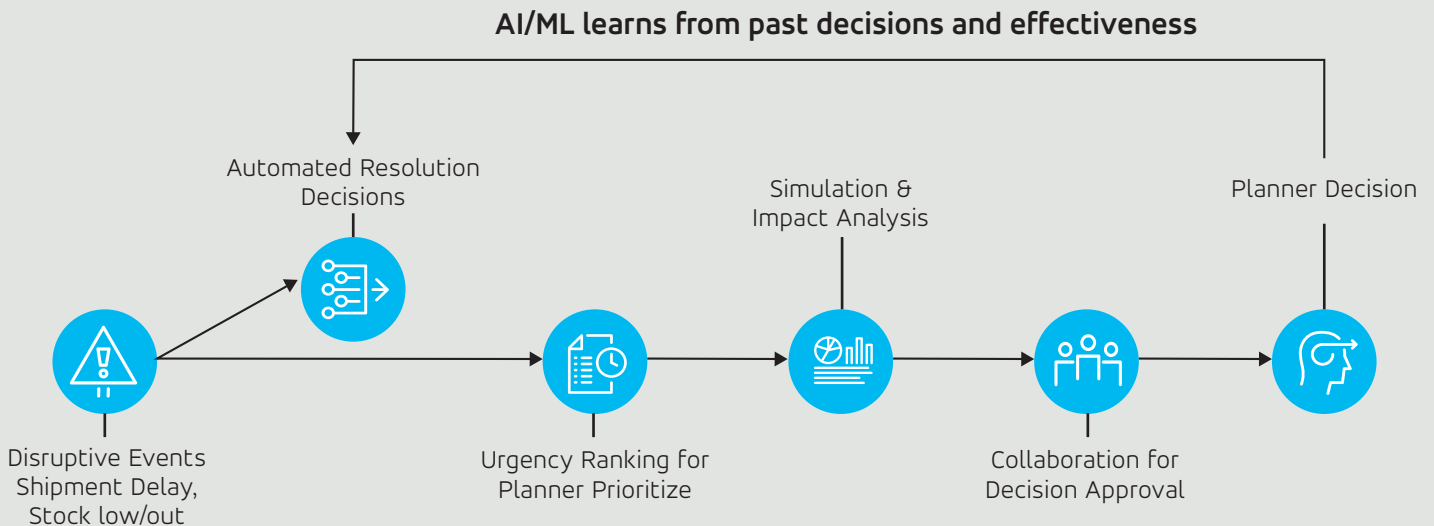 AI/ML learns from past decisions and effectiveness
Automated Resolution
Decisions
Simulation &
Impact Analysis
Planner Decision
Disruptive Events
Shipment Delay,
Stock low/out
Urgency Ranking for
Planner Prioritize
Collaboration for
Decision Approval